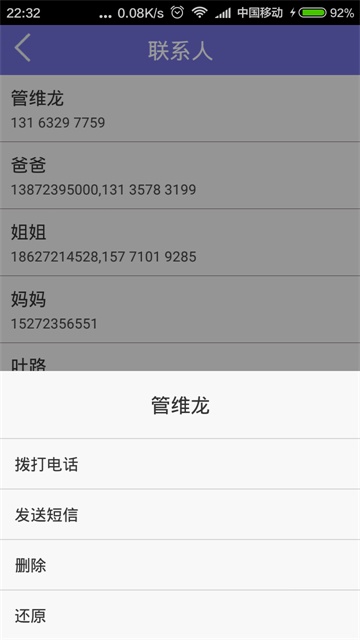 22:32 ... 0.08K/s 中国移动 92%
联系人
管维龙
131 6329 7759
爸爸
13872395000,131 3578 3199
姐姐
18627214528,157 7101 9285
妈妈
15272356551
叶路
管维龙
拨打电话
发送短信
删除
还原